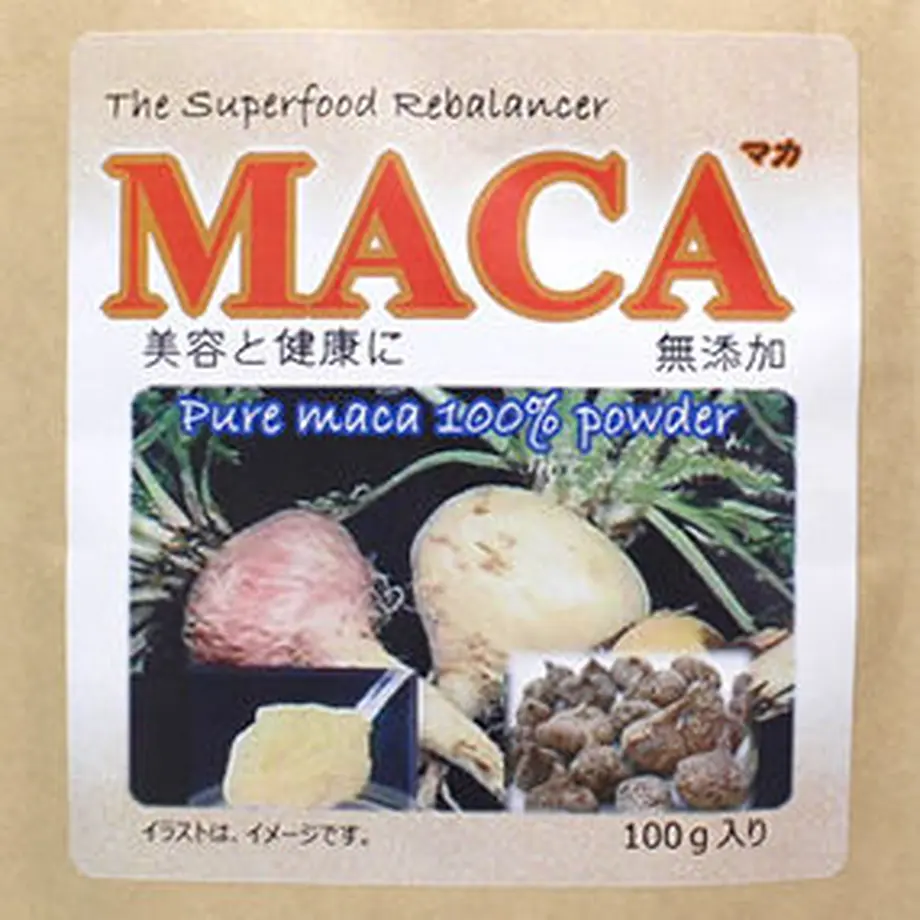 The Superfood Rebalancer
MACA マカ
美容と健康に 無添加
Pure maca 100% powder
イラストは、イメージです。 100g入り